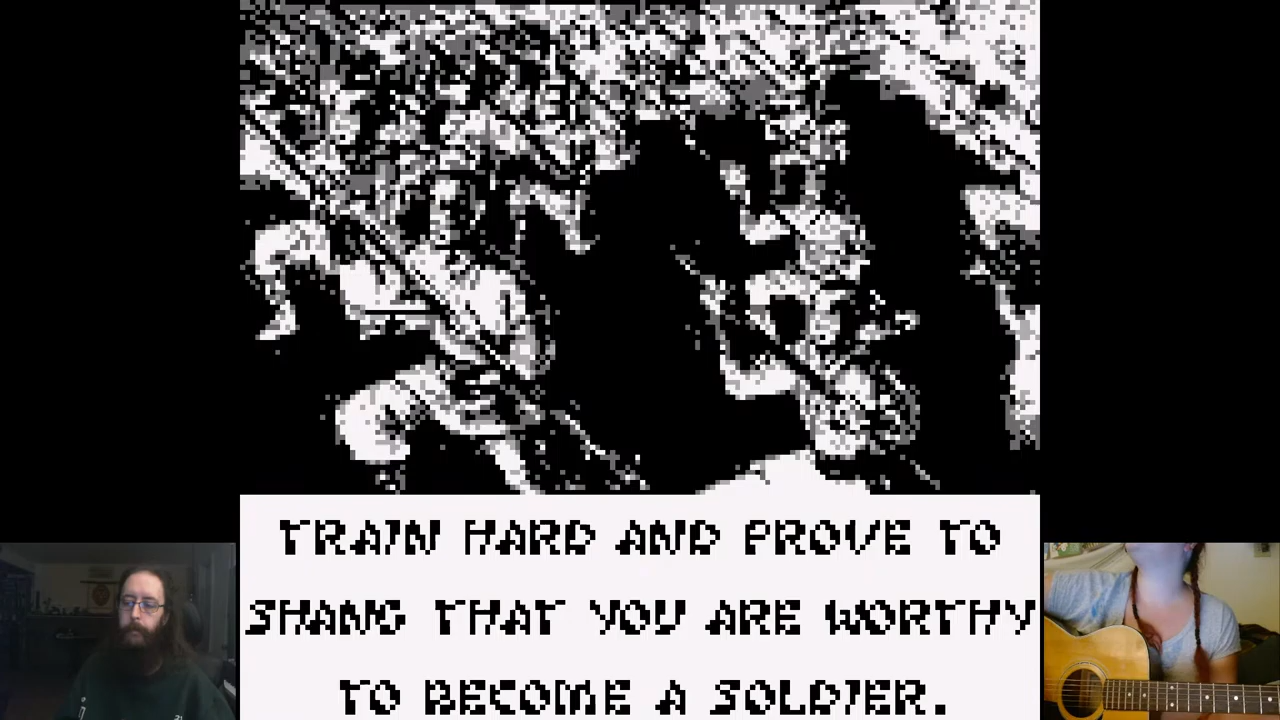 TRAIN HARD AND PROVE TO
SHANG THAT YOU ARE WORTHY
TO BECOME A SOLDIER.